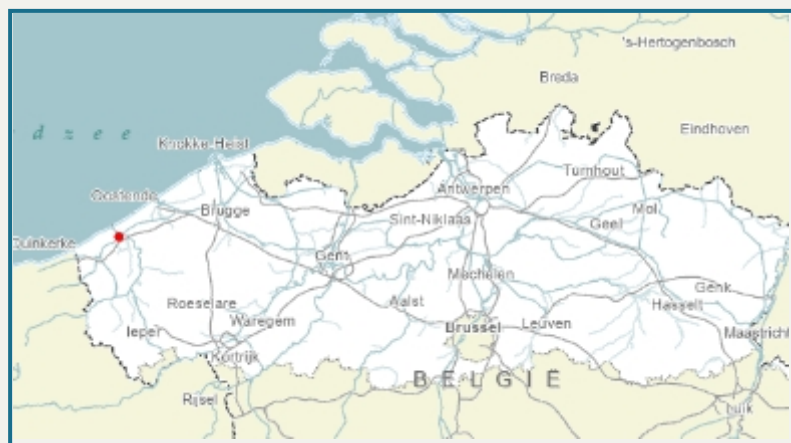 's-Hertogenbosch
Breda
d z e e
Eindhoven
Knokke-Heist
Turnhout
Antwerpen
Oostende
Mol
Brugge
Sint-Niklaas
Geel
Duinkerke
Gent
Mechelen
Genk
Roeselare
Aalst
Hasselt
Waregem
Brussel
Leuven
Ieper
Maastricht
Kortrijk
BELGIË
Rijsel
Luik